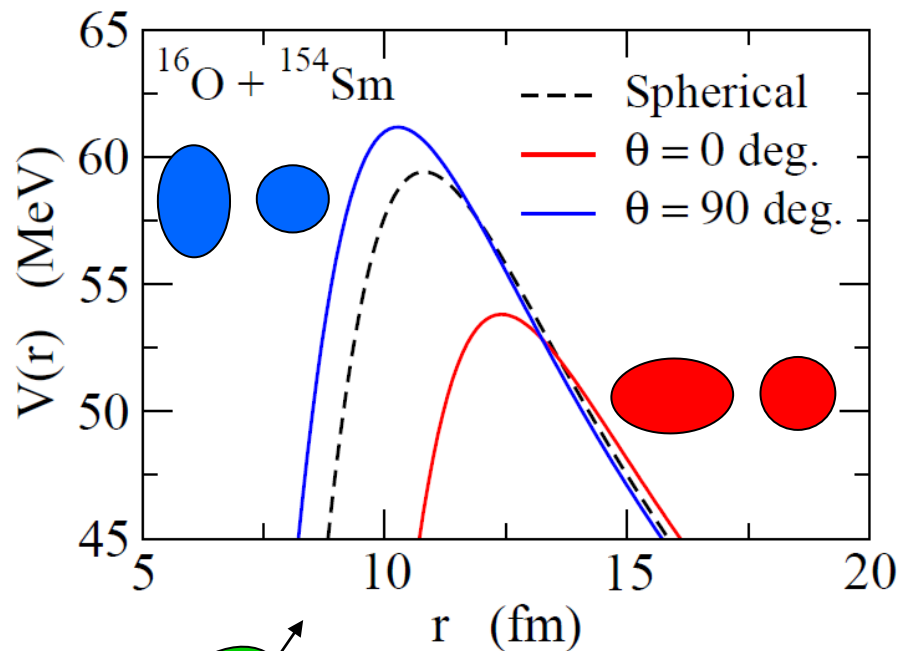 65
60
55
50
45
V(r) (MeV)
¹⁶O + ¹⁵⁴Sm
Spherical
θ = 0 deg.
θ = 90 deg.
5 10 15 20
r (fm)